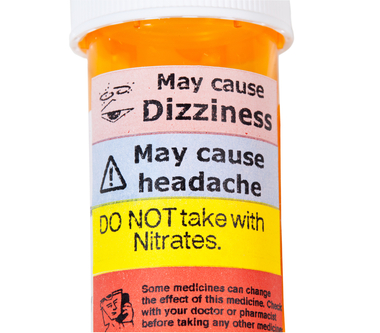 May cause
Dizziness
May cause
headache
DO NOT take with
Nitrates.
Some medicines can change
the effect of this medicine. Check
with your doctor or pharmacist
before taking any other medicine